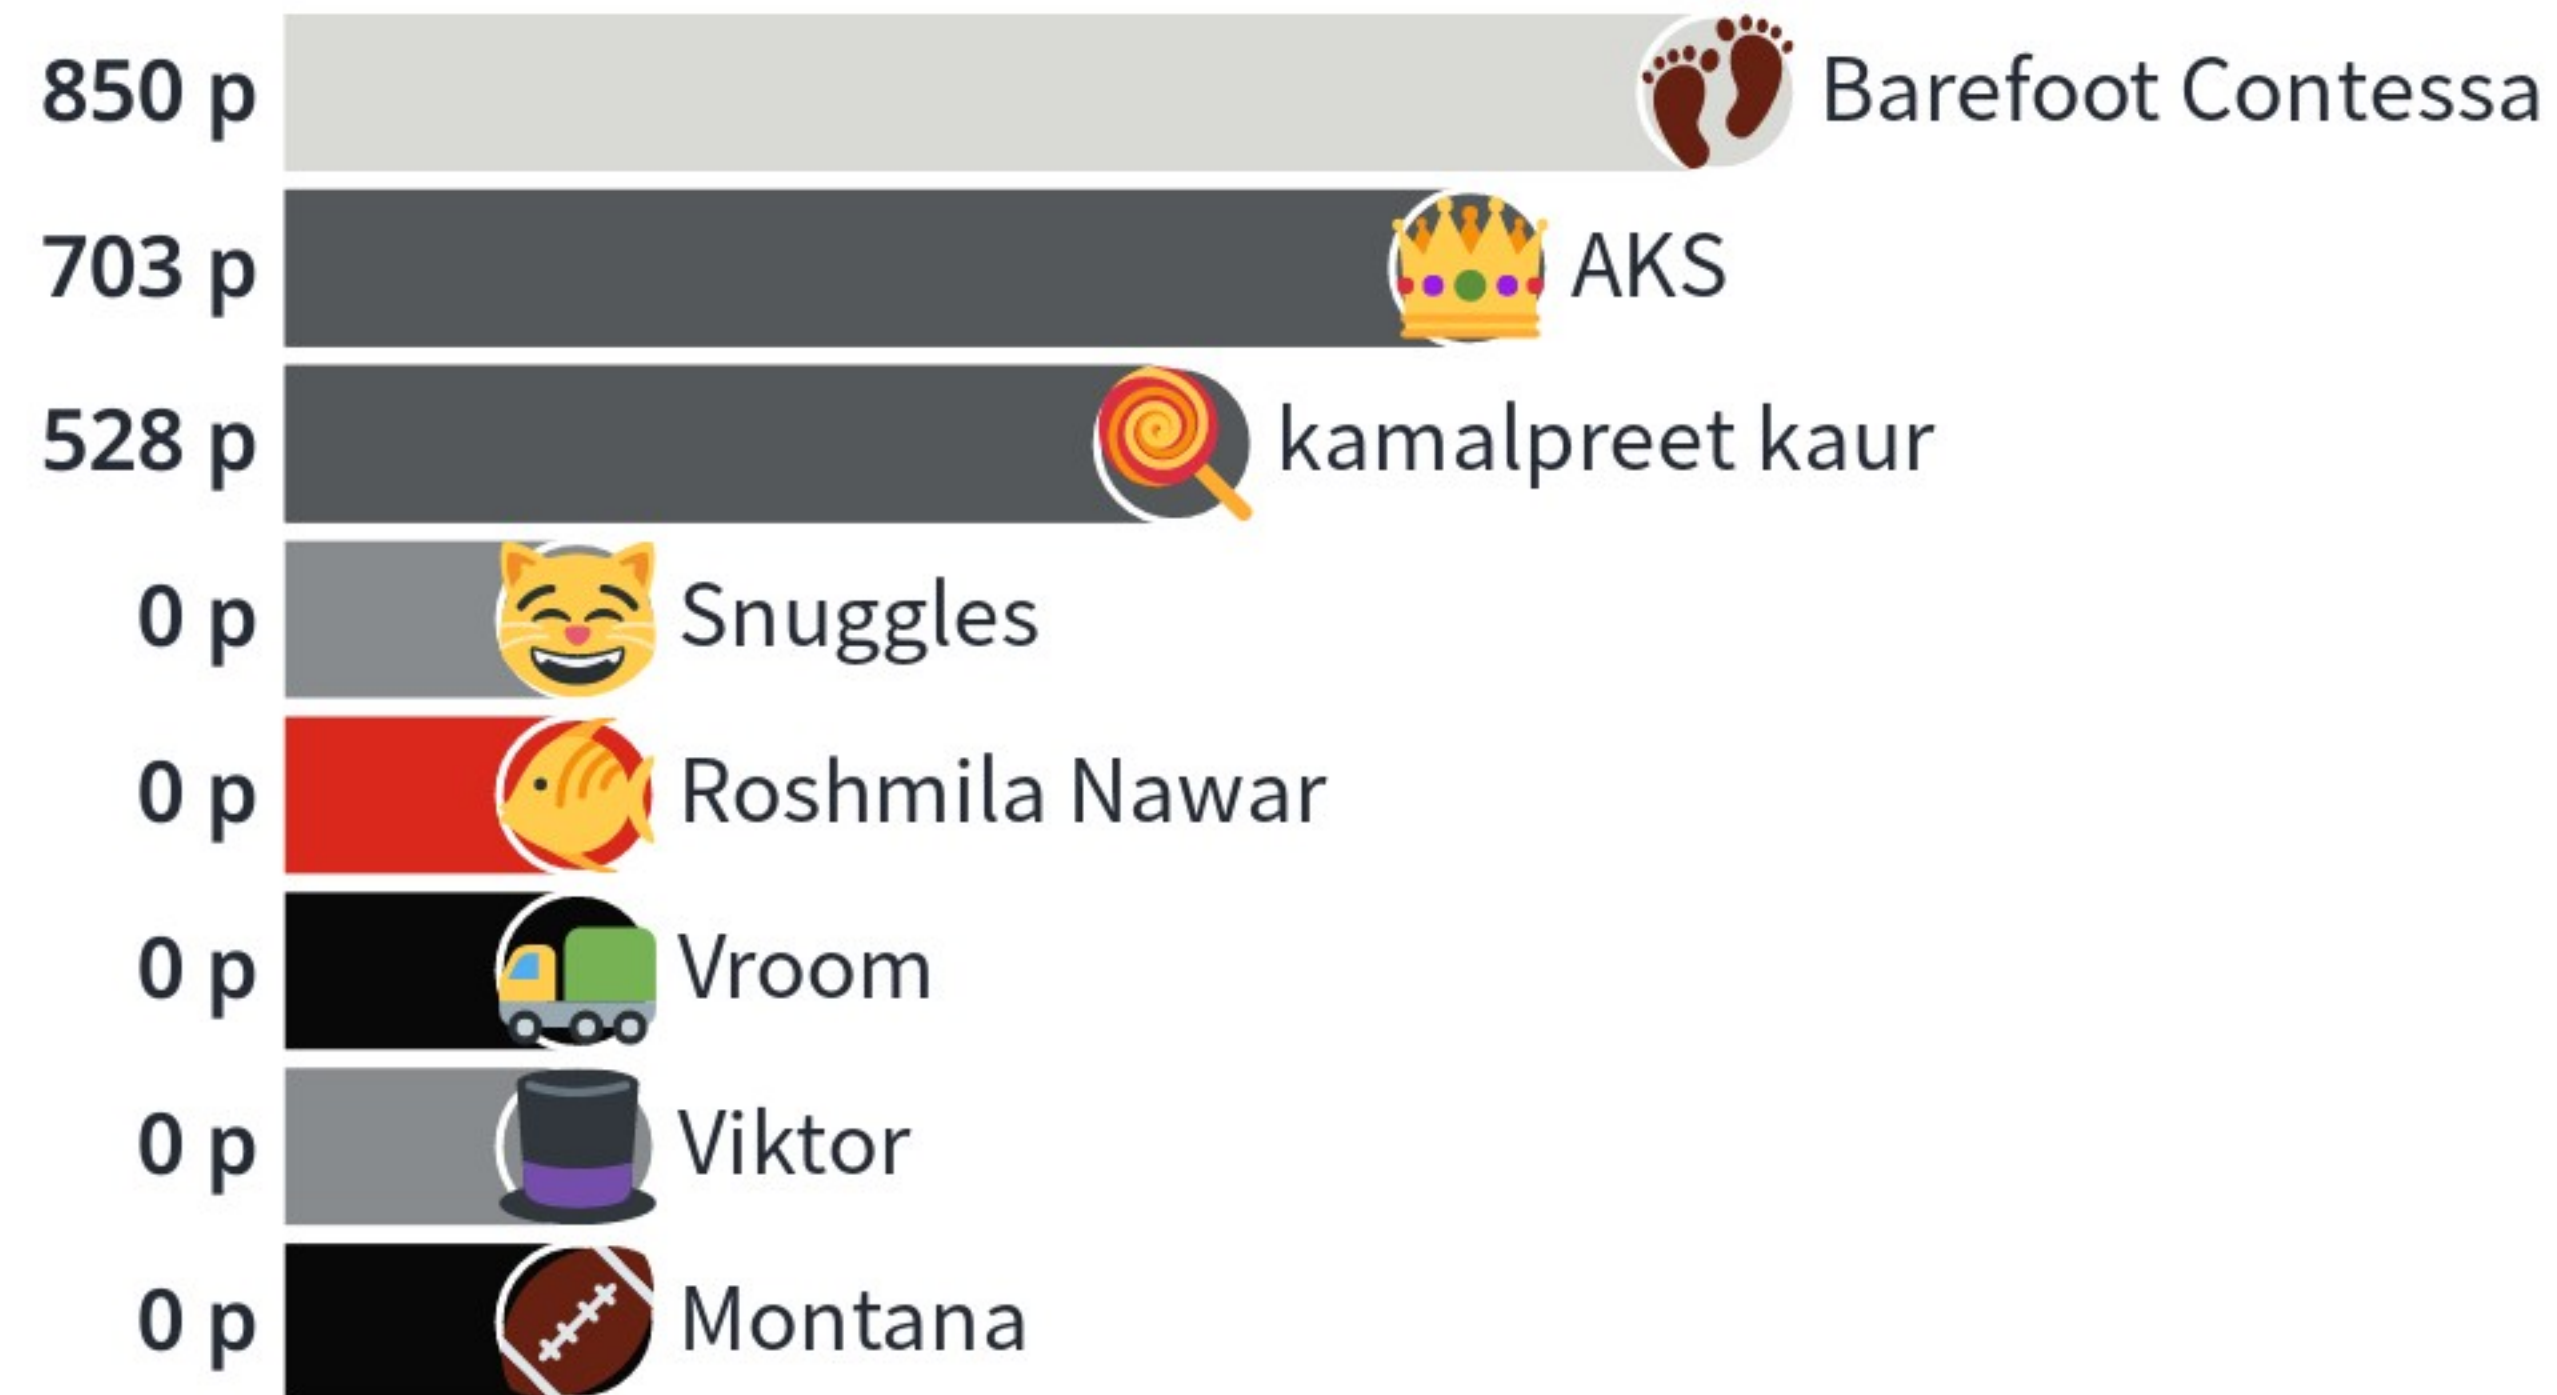 850 p Barefoot Contessa
703 p AKS
528 p kamalpreet kaur
0 p Snuggles
0 p Roshmila Nawar
0 p Vroom
0 p Viktor
0 p Montana